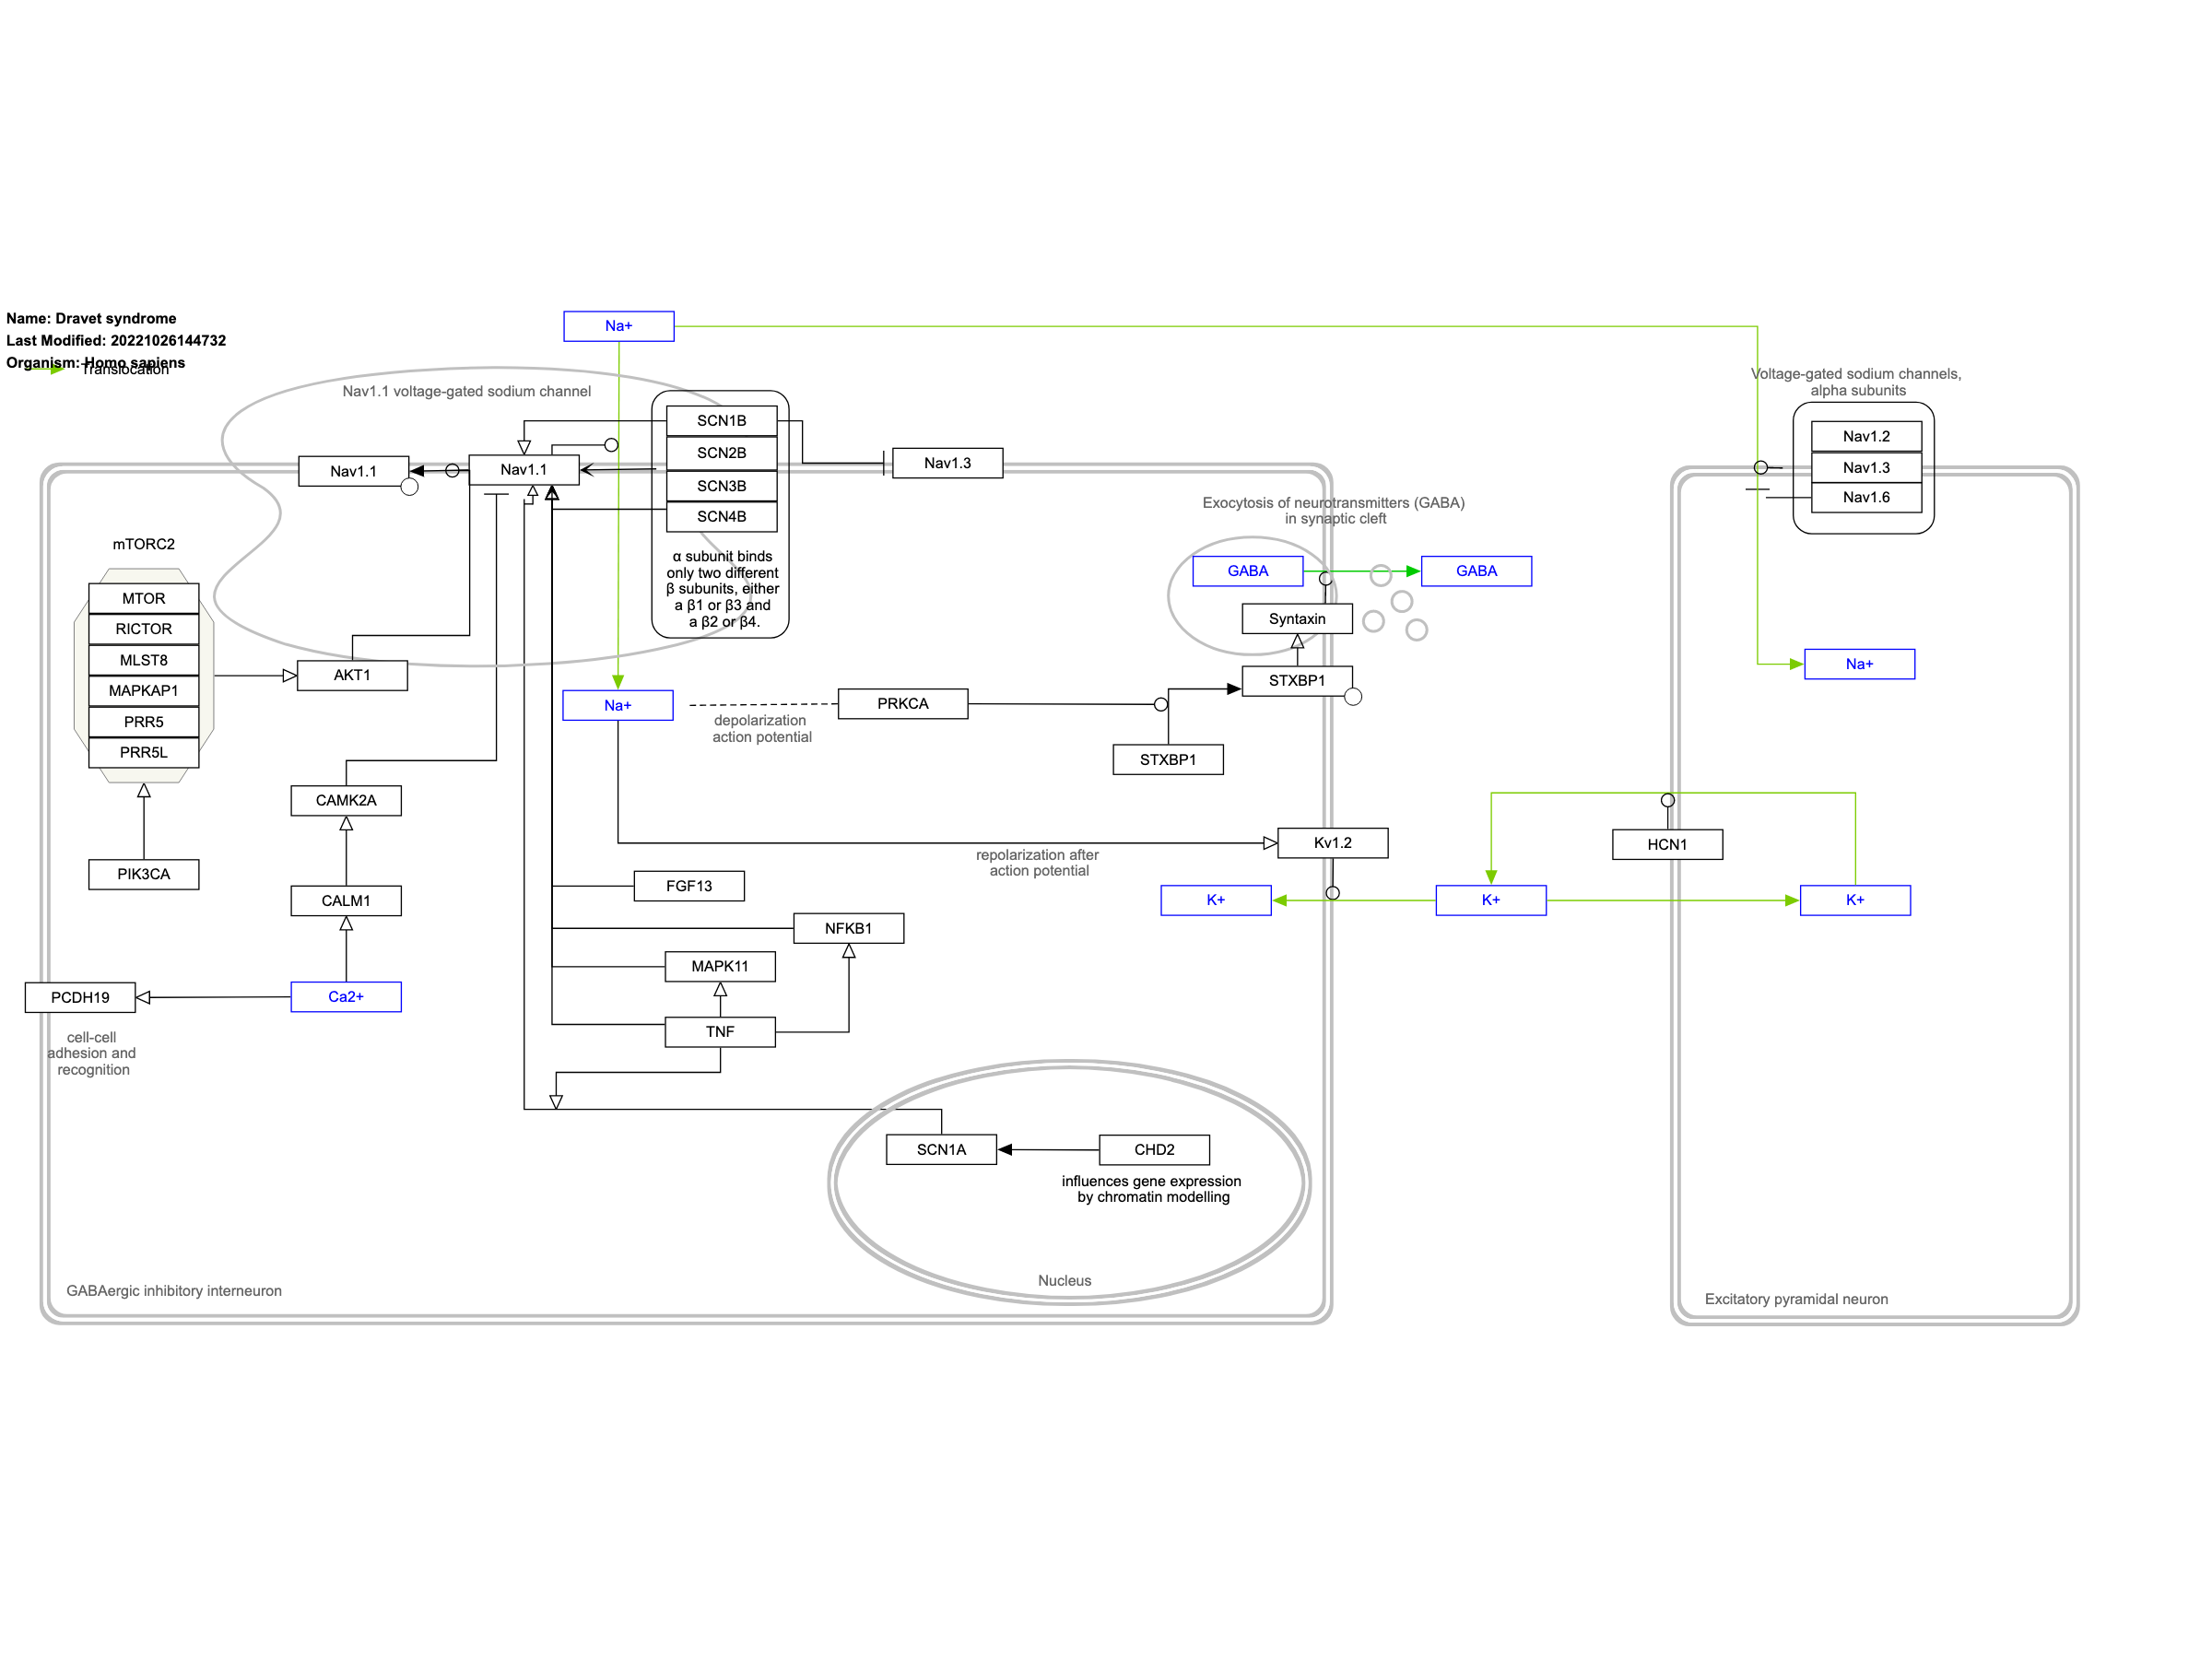 Name: Dravet syndrome
Last Modified: 20221026144732
Organism: Homo sapiens
Translocation
Na+
Nav1.1 voltage-gated sodium channel
Voltage-gated sodium channels,
alpha subunits
SCN1B
SCN2B
SCN3B
SCN4B
α subunit binds
only two different
β subunits, either
a β1 or β3 and
a β2 or β4.
Nav1.1
Nav1.1
Nav1.3
Nav1.2
Nav1.3
Nav1.6
Exocytosis of neurotransmitters (GABA)
in synaptic cleft
GABA
GABA
Syntaxin
STXBP1
mTORC2
MTOR
RICTOR
MLST8
MAPKAP1
PRR5
PRR5L
AKT1
Na+
depolarization
action potential
PRKCA
STXBP1
Na+
CAMK2A
PIK3CA
CALM1
Kv1.2
repolarization after
action potential
HCN1
FGF13
K+
K+
K+
NFKB1
MAPK11
PCDH19
Ca2+
TNF
cell-cell
adhesion and
recognition
SCN1A
CHD2
influences gene expression
by chromatin modelling
Nucleus
GABAergic inhibitory interneuron
Excitatory pyramidal neuron